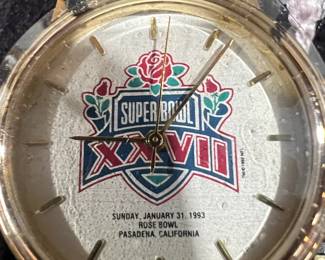 SUPER BOWL
XXVII
SUNDAY, JANUARY 31, 1993
ROSE BOWL
PASADENA, CALIFORNIA